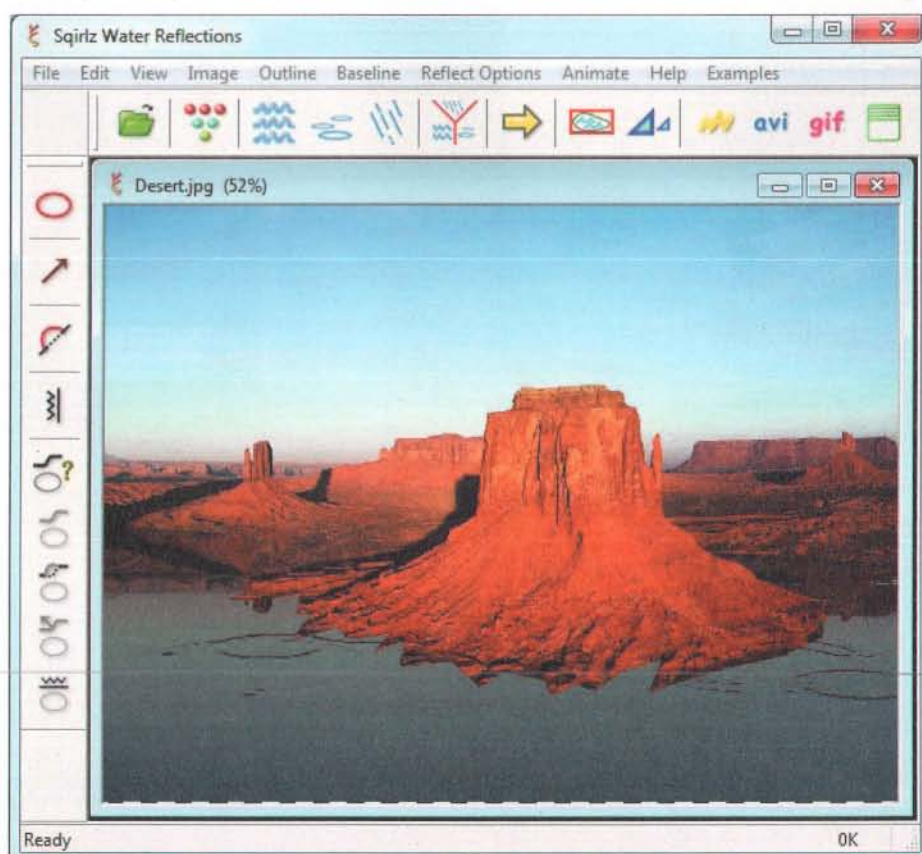 Sqirlz Water Reflections
File Edit View Image Outline Baseline Reflect Options Animate Help Examples
avi gif
Desert.jpg (52%)
?
Ready 0K